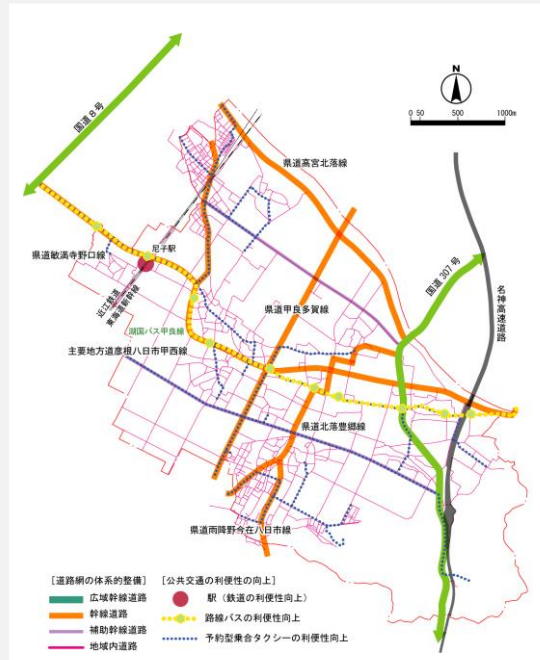 国道８号
N
0 50 500 1000m
県道高宮北落線
尼子駅
県道敏満寺野口線
近江鉄道
東海道新幹線
国道307号
名神高速道路
県道甲良多賀線
湖国バス甲良線
主要地方道彦根八日市甲西線
県道北落豊郷線
県道雨降野今在八日市線
［道路網の体系的整備］
広域幹線道路
幹線道路
補助幹線道路
地域内道路
［公共交通の利便性の向上］
駅（鉄道の利便性向上）
路線バスの利便性向上
予約型乗合タクシーの利便性向上